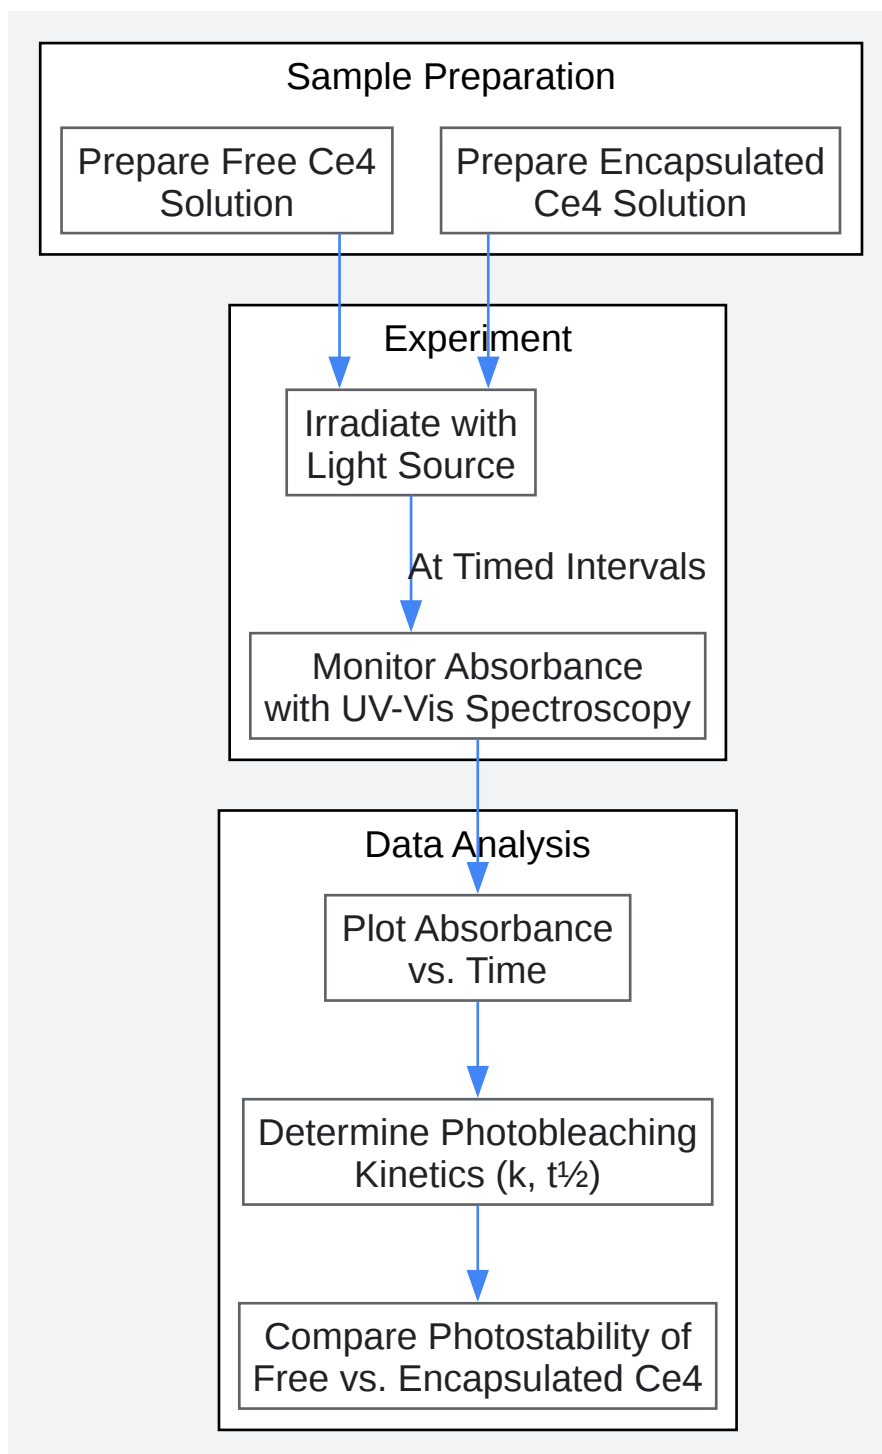 Sample Preparation
Prepare Free Ce4
Solution
Prepare Encapsulated
Ce4 Solution
Experiment
Irradiate with
Light Source
At Timed Intervals
Monitor Absorbance
with UV-Vis Spectroscopy
Data Analysis
Plot Absorbance
vs. Time
Determine Photobleaching
Kinetics (k, t½)
Compare Photostability of
Free vs. Encapsulated Ce4